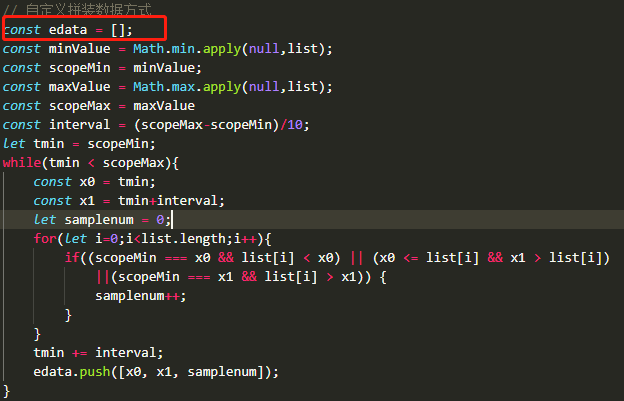 // 自定义拼装数据方式
const edata = [];
const minValue = Math.min.apply(null,list);
const scopeMin = minValue;
const maxValue = Math.max.apply(null,list);
const scopeMax = maxValue
const interval = (scopeMax-scopeMin)/10;
let tmin = scopeMin;
while(tmin < scopeMax){
    const x0 = tmin;
    const x1 = tmin+interval;
    let samplenum = 0;
    for(let i=0;i<list.length;i++){
        if((scopeMin === x0 && list[i] < x0) || (x0 <= list[i] && x1 > list[i])
            ||(scopeMin === x1 && list[i] > x1)) {
            samplenum++;
        }
    }
    tmin += interval;
    edata.push([x0, x1, samplenum]);
}